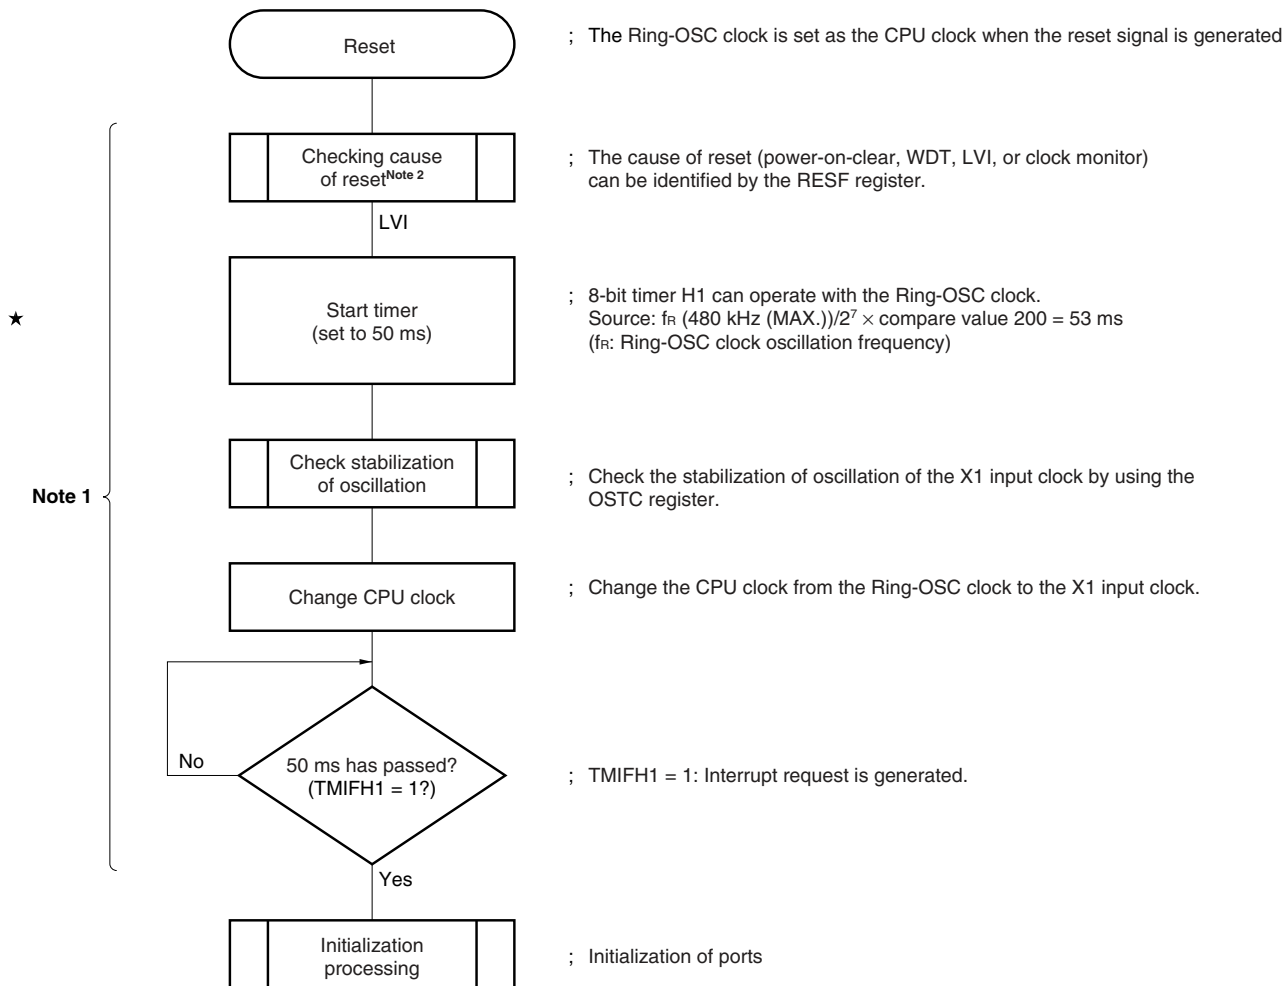 Reset
; The Ring-OSC clock is set as the CPU clock when the reset signal is generated
Checking cause
of reset^Note 2
; The cause of reset (power-on-clear, WDT, LVI, or clock monitor)
can be identified by the RESF register.
LVI
★
Start timer
(set to 50 ms)
; 8-bit timer H1 can operate with the Ring-OSC clock.
Source: fR (480 kHz (MAX.))/2⁷ × compare value 200 = 53 ms
(fR: Ring-OSC clock oscillation frequency)
Note 1
Check stabilization
of oscillation
; Check the stabilization of oscillation of the X1 input clock by using the
OSTC register.
Change CPU clock
; Change the CPU clock from the Ring-OSC clock to the X1 input clock.
No
50 ms has passed?
(TMIFH1 = 1?)
; TMIFH1 = 1: Interrupt request is generated.
Yes
Initialization
processing
; Initialization of ports